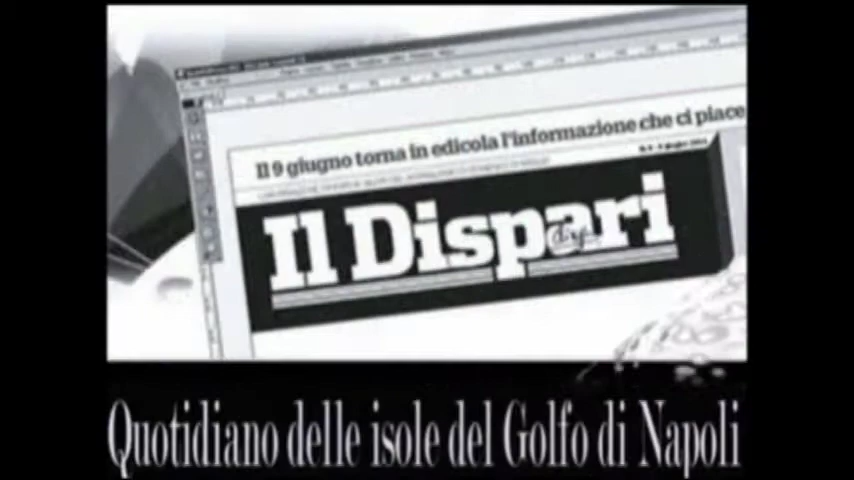 Il 9 giugno torna in edicola l'informazione che ci piace
Il Dispari
Quotidiano delle isole del Golfo di Napoli